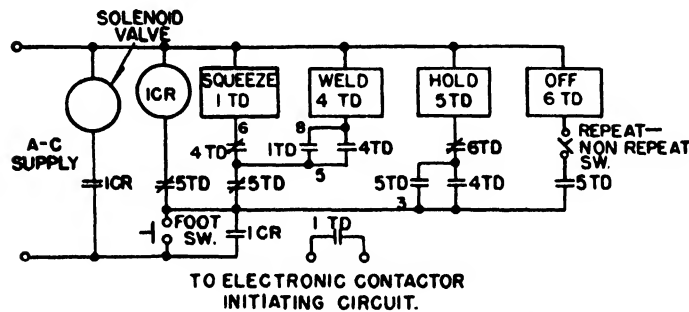 SOLENOID
VALVE
1CR
SQUEEZE
1 TD
WELD
4 TD
HOLD
5TD
OFF
6 TD
A-C
SUPPLY
6
8
4TD
1TD
4TD
6TD
REPEAT—
NON REPEAT
SW.
5
1CR
5TD
5TD
5TD
4TD
5TD
3
FOOT
SW.
1CR
1 TD
TO ELECTRONIC CONTACTOR
INITIATING CIRCUIT.